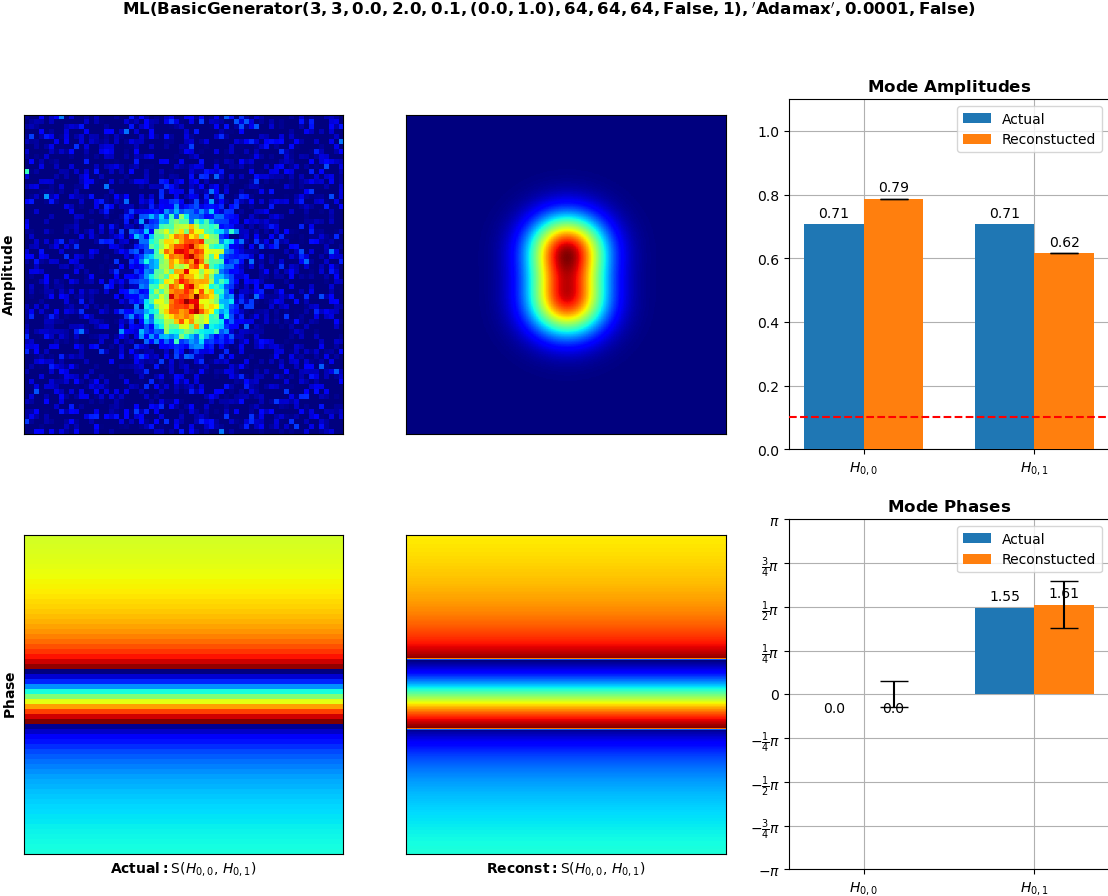 ML(BasicGenerator(3, 3, 0.0, 2.0, 0.1, (0.0, 1.0), 64, 64, 64, False, 1), ′Adamax′, 0.0001, False)
Amplitude
Mode Amplitudes
Actual
Reconstucted
1.0
0.8
0.6
0.4
0.2
0.0
0.71
0.79
0.71
0.62
H0,0
H0,1
Phase
Actual: S(H0,0, H0,1)
Reconst: S(H0,0, H0,1)
Mode Phases
Actual
Reconstucted
π
3/4π
1/2π
1/4π
0
−1/4π
−1/2π
−3/4π
−π
0.0
0.0
1.55
1.61
H0,0
H0,1